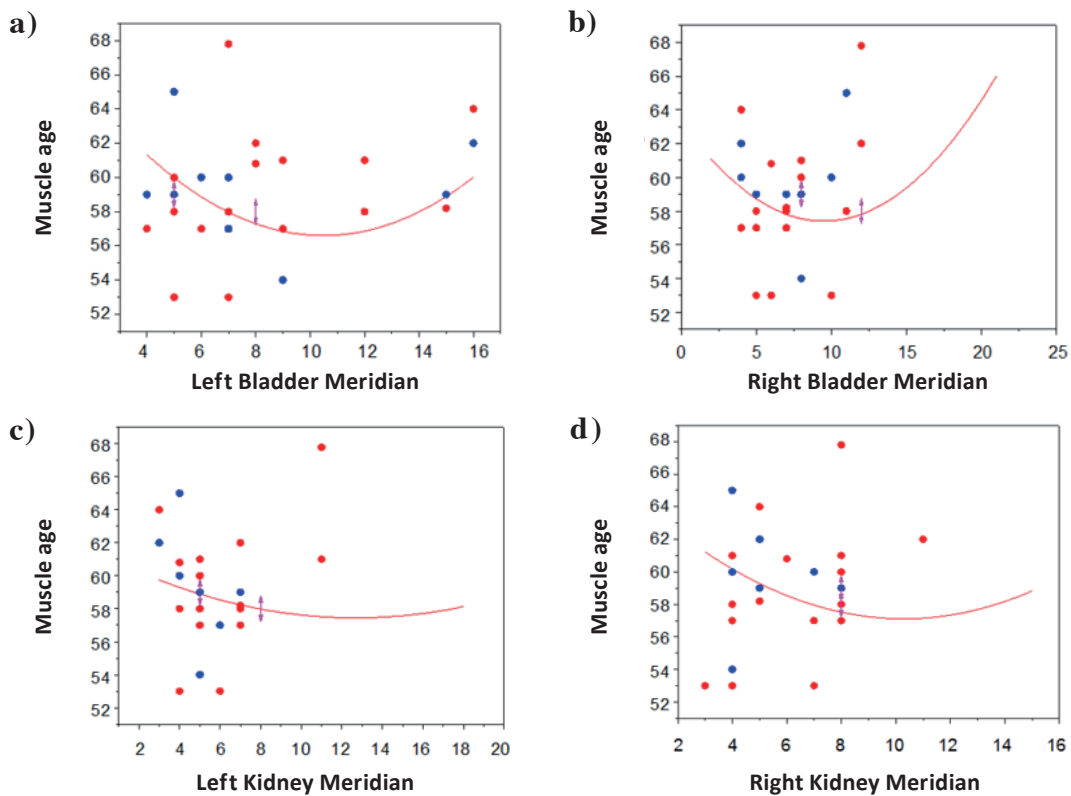 a)
68
66
64
62
60
58
56
54
52
Muscle age
4 6 8 10 12 14 16
Left Bladder Meridian
b)
68
66
64
62
60
58
56
54
52
Muscle age
0 5 10 15 20 25
Right Bladder Meridian
c)
68
66
64
62
60
58
56
54
52
Muscle age
2 4 6 8 10 12 14 16 18 20
Left Kidney Meridian
d)
68
66
64
62
60
58
56
54
52
Muscle age
2 4 6 8 10 12 14 16
Right Kidney Meridian